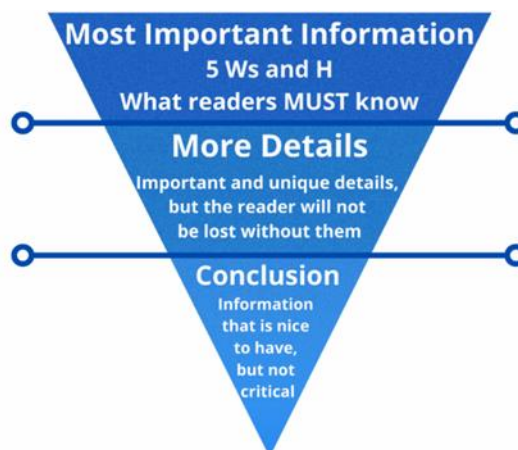 Most Important Information
5 Ws and H
What readers MUST know
More Details
Important and unique details,
but the reader will not
be lost without them
Conclusion
Information
that is nice
to have,
but not
critical